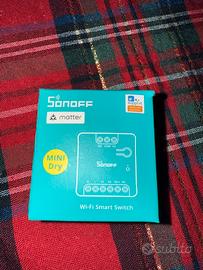 SONOFF
matter
MINI
Dry
SONOFF
Wi-Fi Smart Switch
subito